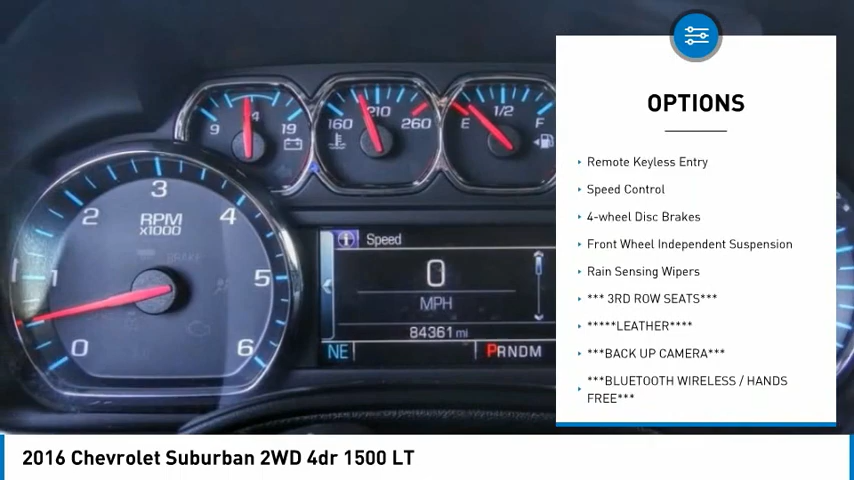 9 14 19
160 210 260
E 1/2 F
RPM
x1000
0 1 2 3 4 5 6
Speed
0
MPH
84361 mi
NE PRNDM
OPTIONS
Remote Keyless Entry
Speed Control
4-wheel Disc Brakes
Front Wheel Independent Suspension
Rain Sensing Wipers
*** 3RD ROW SEATS***
*****LEATHER****
***BACK UP CAMERA***
***BLUETOOTH WIRELESS / HANDS
FREE***
2016 Chevrolet Suburban 2WD 4dr 1500 LT